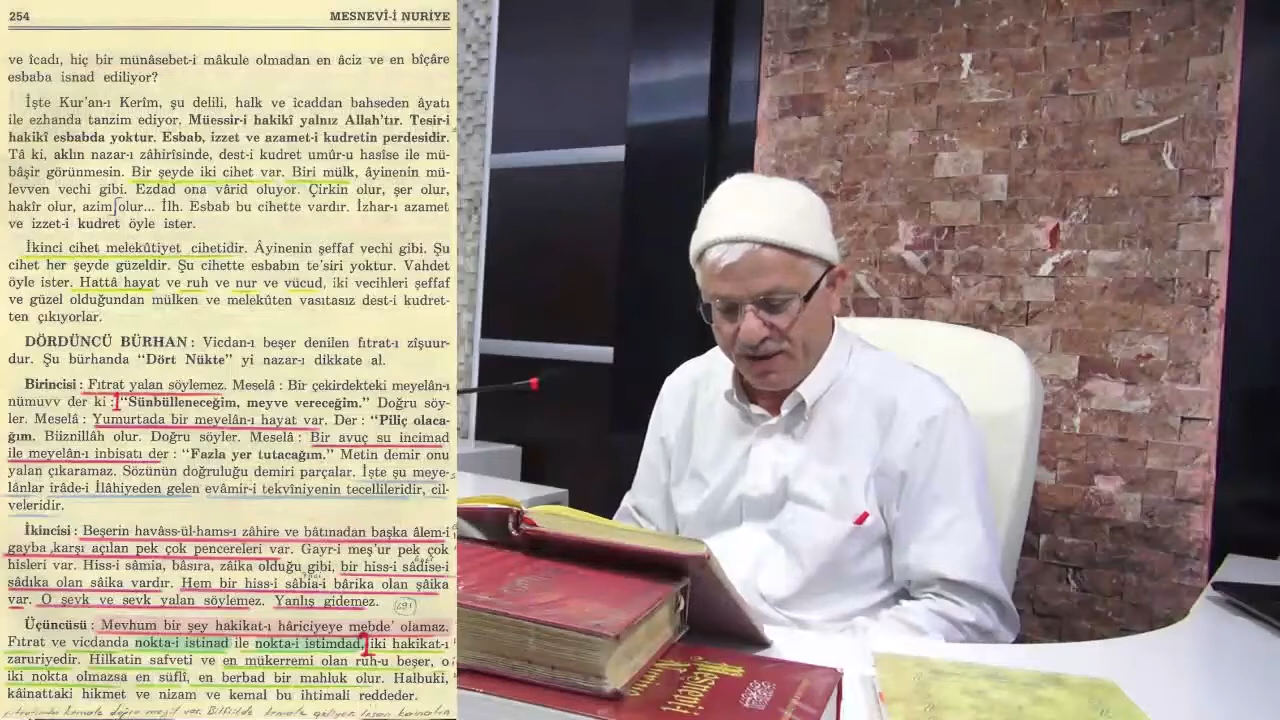 254
MESNEVÎ-İ NURİYE
ve îcadı, hiç bir münâsebet-i mâkule olmadan en âciz ve en bîçâre
esbaba isnad ediliyor?
İşte Kur'an-ı Kerîm, şu delili, halk ve îcaddan bahseden âyatı
ile ezhanda tanzim ediyor. Müessir-i hakikî yalnız Allah'tır. Tesir-i
hakikî esbabda yoktur. Esbab, izzet ve azamet-i kudretin perdesidir.
Tâ ki, aklın nazar-ı zâhirîsinde, dest-i kudret umûr-u hasîse ile mü-
bâşir görünmesin. Bir şeyde iki cihet var. Biri mülk, âyinenin mü-
levven vechi gibi. Ezdad ona vârid oluyor. Çirkin olur, şer olur,
hakîr olur, azim olur... İlh. Esbab bu cihette vardır. İzhar-ı azamet
ve izzet-i kudret öyle ister.
İkinci cihet melekûtiyet cihetidir. Âyinenin şeffaf vechi gibi. Şu
cihet her şeyde güzeldir. Şu cihette esbabın te'siri yoktur. Vahdet
öyle ister. Hattâ hayat ve ruh ve nur ve vücud, iki vecihleri şeffaf
ve güzel olduğundan mülken ve melekûten vasıtasız dest-i kudret-
ten çıkıyorlar.
DÖRDÜNCÜ BÜRHAN : Vicdan-ı beşer denilen fıtrat-ı zîşuur-
dur. Şu bürhanda "Dört Nükte" yi nazar-ı dikkate al.
Birincisi : Fıtrat yalan söylemez. Meselâ : Bir çekirdekteki meyelân-ı
nümuvv der ki : "Sünbülleneceğim, meyve vereceğim." Doğru söy-
ler. Meselâ : Yumurtada bir meyelân-ı hayat var. Der : "Piliç olaca-
ğım. Biiznillâh olur. Doğru söyler. Meselâ : Bir avuç su incimad
ile meyelân-ı inbisatı der : "Fazla yer tutacağım." Metin demir onu
yalan çıkaramaz. Sözünün doğruluğu demiri parçalar. İşte şu meye-
lânlar irâde-i İlâhiyeden gelen evâmir-i tekvîniyenin tecellileridir, cil-
veleridir.
İkincisi : Beşerin havâss-ül-hams-ı zâhire ve bâtınadan başka âlem-i
gayba karşı açılan pek çok pencereleri var. Gayr-i meş'ur pek çok
hisleri var. Hiss-i sâmia, bâsıra, zâika olduğu gibi, bir hiss-i sâdise-i
sâdıka olan sâika vardır. Hem bir hiss-i sâbia-i bârika olan şâika
var. O şevk ve sevk yalan söylemez. Yanlış gidemez.
Üçüncüsü : Mevhum bir şey hakikat-ı hâriciyeye mebde' olamaz.
Fıtrat ve vicdanda nokta-i istinad ile nokta-i istimdad, iki hakikat-ı
zaruriyedir. Hilkatin safveti ve en mükerremi olan ruh-u beşer, o
iki nokta olmazsa en süflî, en berbad bir mahluk olur. Halbuki,
kâinattaki hikmet ve nizam ve kemal bu ihtimali reddeder.